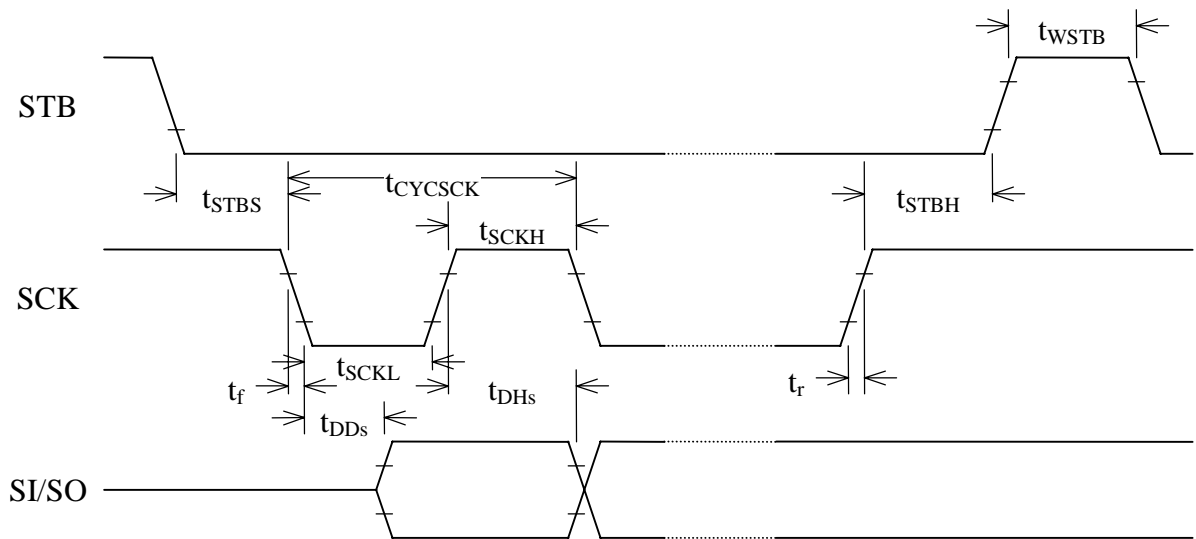 tWSTB
STB
tCYCSCK
tSTBS
tSTBH
tSCKH
SCK
tSCKL
tf
tDHs
tr
tDDs
SI/SO